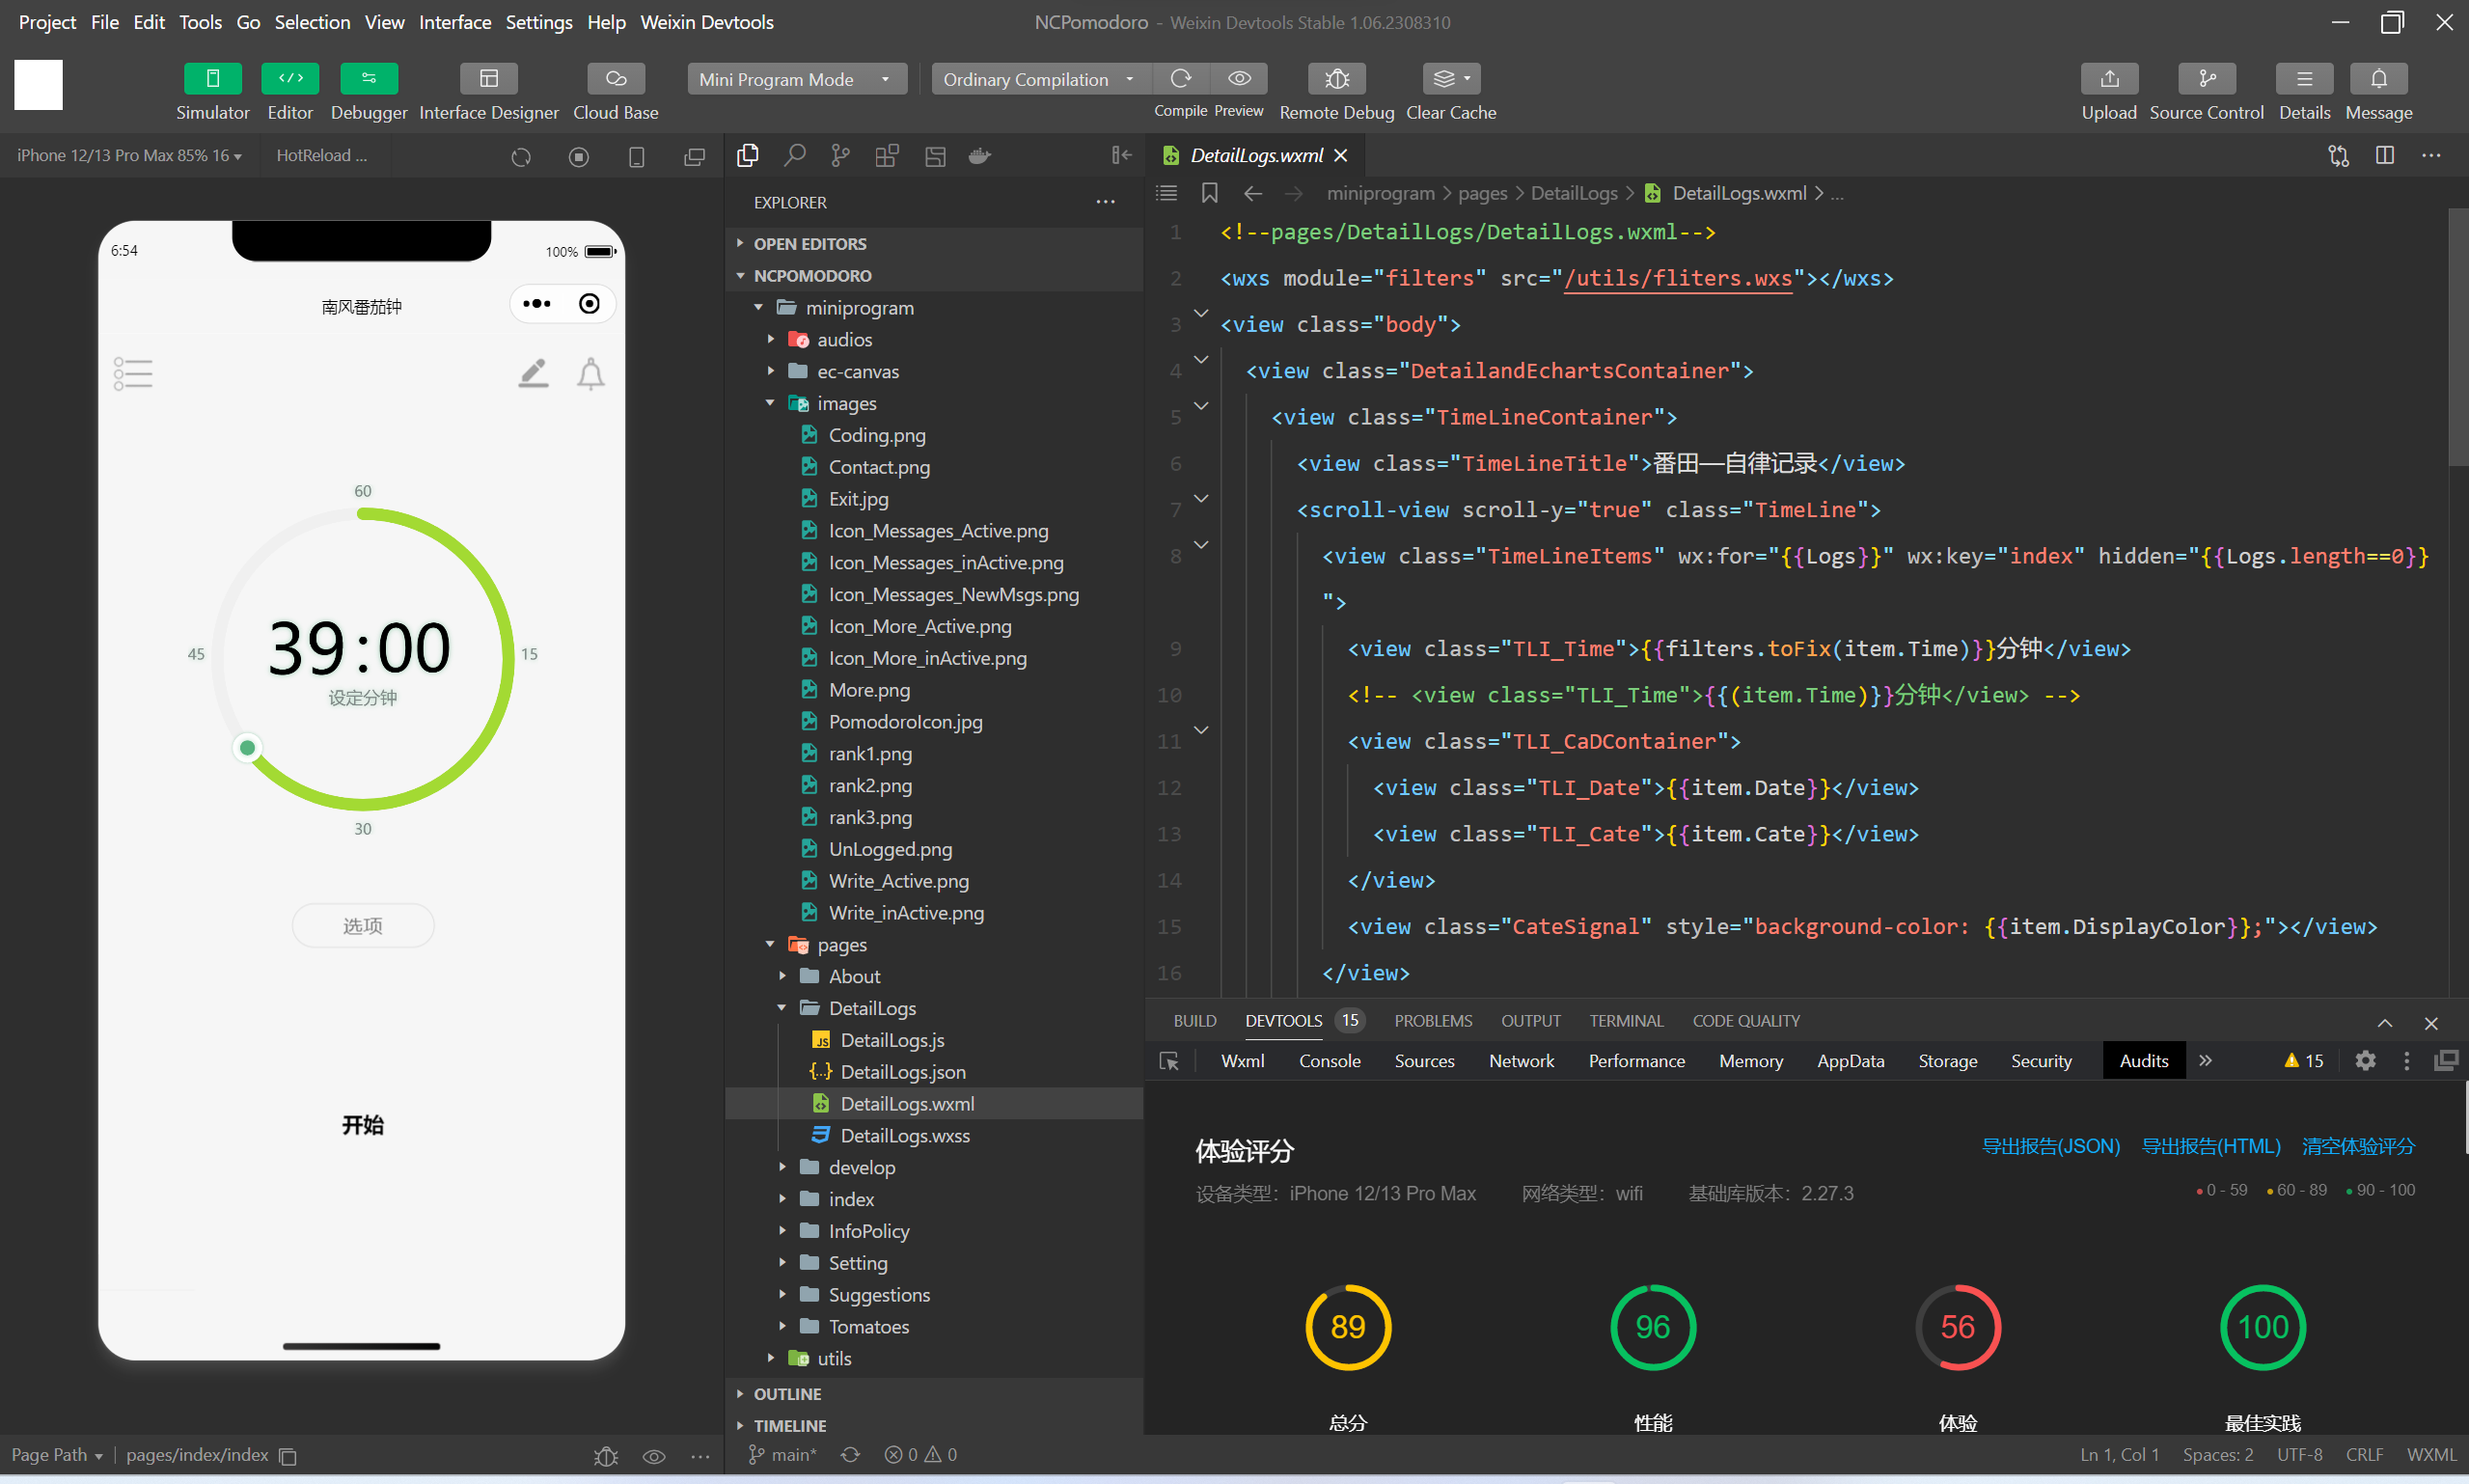 Project File Edit Tools Go Selection View Interface Settings Help Weixin Devtools
NCPomodoro - Weixin Devtools Stable 1.06.2308310
Simulator Editor Debugger Interface Designer Cloud Base
Mini Program Mode
Ordinary Compilation
Compile Preview Remote Debug Clear Cache
Upload Source Control Details Message
iPhone 12/13 Pro Max 85% 16
HotReload ...
6:54
100%
南风番茄钟
60
45
15
30
39:00
设定分钟
选项
开始
Page Path
pages/index/index
EXPLORER
OPEN EDITORS
NCPOMODORO
miniprogram
audios
ec-canvas
images
Coding.png
Contact.png
Exit.jpg
Icon_Messages_Active.png
Icon_Messages_inActive.png
Icon_Messages_NewMsgs.png
Icon_More_Active.png
Icon_More_inActive.png
More.png
PomodoroIcon.jpg
rank1.png
rank2.png
rank3.png
UnLogged.png
Write_Active.png
Write_inActive.png
pages
About
DetailLogs
JS DetailLogs.js
{..} DetailLogs.json
DetailLogs.wxml
DetailLogs.wxss
develop
index
InfoPolicy
Setting
Suggestions
Tomatoes
utils
OUTLINE
TIMELINE
main*
0 0
DetailLogs.wxml
miniprogram > pages > DetailLogs > DetailLogs.wxml > ...
1 <!--pages/DetailLogs/DetailLogs.wxml-->
2 <wxs module="filters" src="/utils/fliters.wxs"></wxs>
3 <view class="body">
4 <view class="DetailandEchartsContainer">
5 <view class="TimeLineContainer">
6 <view class="TimeLineTitle">番田—自律记录</view>
7 <scroll-view scroll-y="true" class="TimeLine">
8 <view class="TimeLineItems" wx:for="{{Logs}}" wx:key="index" hidden="{{Logs.length==0}}
">
9 <view class="TLI_Time">{{filters.toFix(item.Time)}}分钟</view>
10 <!-- <view class="TLI_Time">{{(item.Time)}}分钟</view> -->
11 <view class="TLI_CaDContainer">
12 <view class="TLI_Date">{{item.Date}}</view>
13 <view class="TLI_Cate">{{item.Cate}}</view>
14 </view>
15 <view class="CateSignal" style="background-color: {{item.DisplayColor}};"></view>
16 </view>
BUILD DEVTOOLS 15 PROBLEMS OUTPUT TERMINAL CODE QUALITY
Wxml Console Sources Network Performance Memory AppData Storage Security Audits » 15
体验评分
导出报告(JSON) 导出报告(HTML) 清空体验评分
设备类型: iPhone 12/13 Pro Max 网络类型: wifi 基础库版本: 2.27.3
0 - 59 60 - 89 90 - 100
89 96 56 100
总分 性能 体验 最佳实践
Ln 1, Col 1 Spaces: 2 UTF-8 CRLF WXML